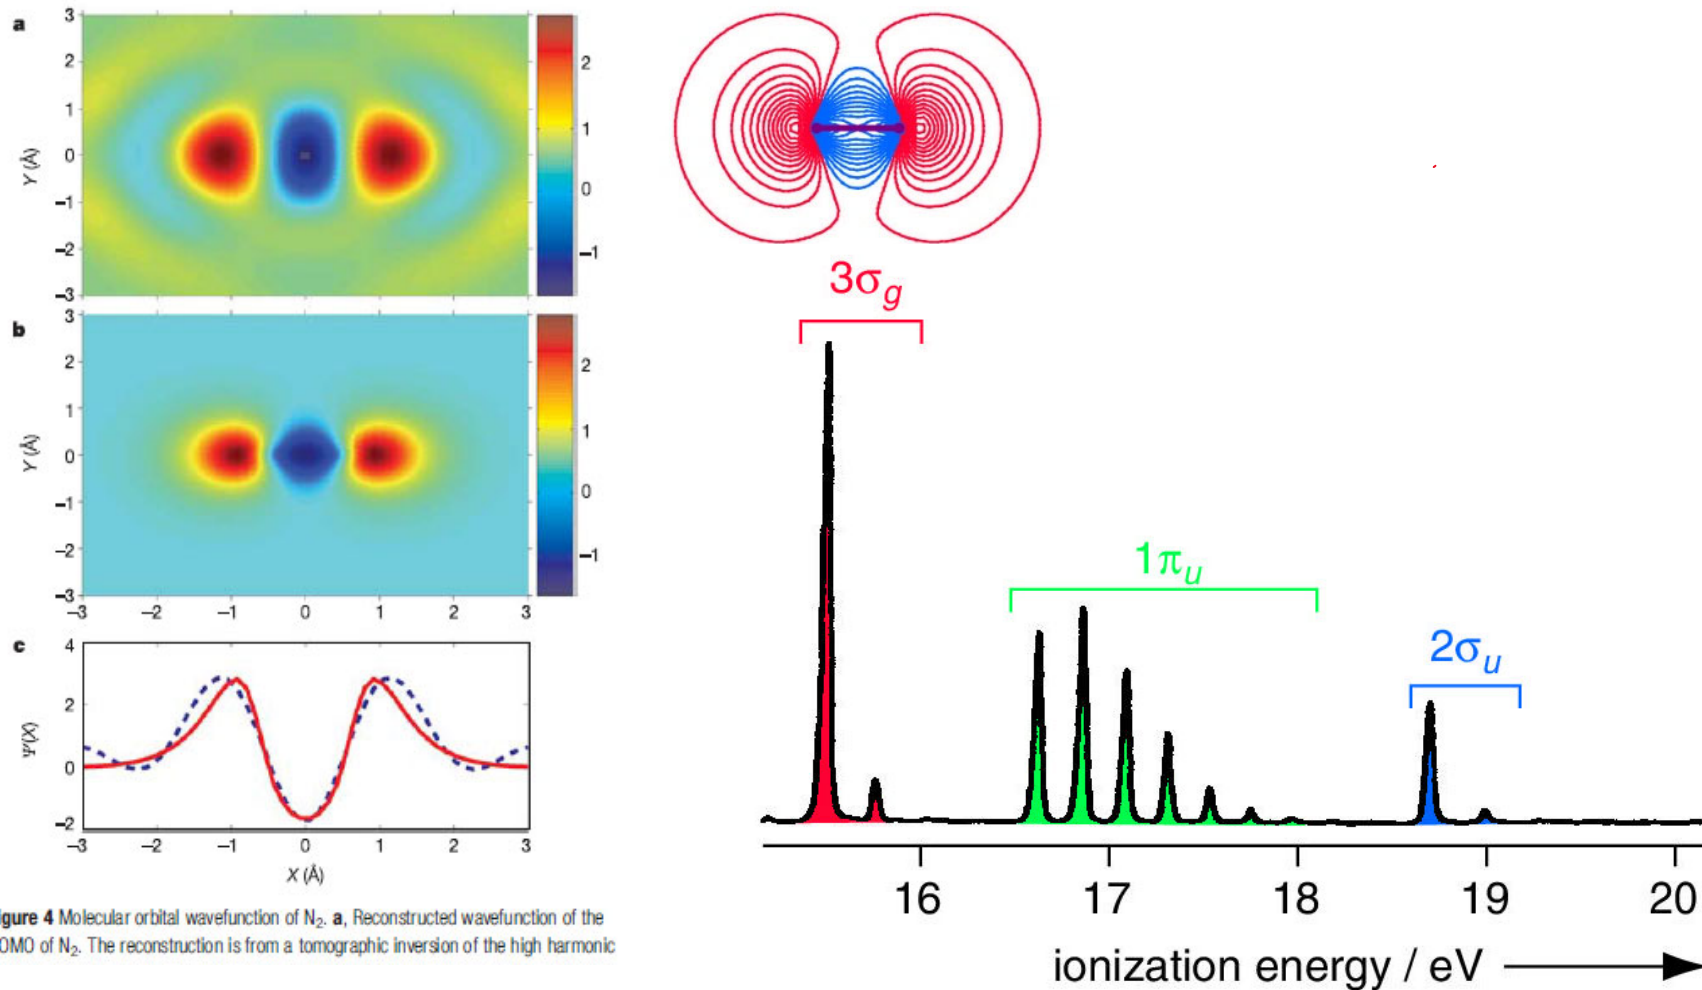 a
3
2
1
0
−1
−2
−3
Y (Å)
2
1
0
−1
b
3
2
1
0
−1
−2
−3
Y (Å)
−3 −2 −1 0 1 2 3
2
1
0
−1
c
4
2
0
−2
Ψ(X)
−3 −2 −1 0 1 2 3
X (Å)
igure 4 Molecular orbital wavefunction of N₂. a, Reconstructed wavefunction of the
OMO of N₂. The reconstruction is from a tomographic inversion of the high harmonic
3σg
1πu
2σu
16 17 18 19 20
ionization energy / eV